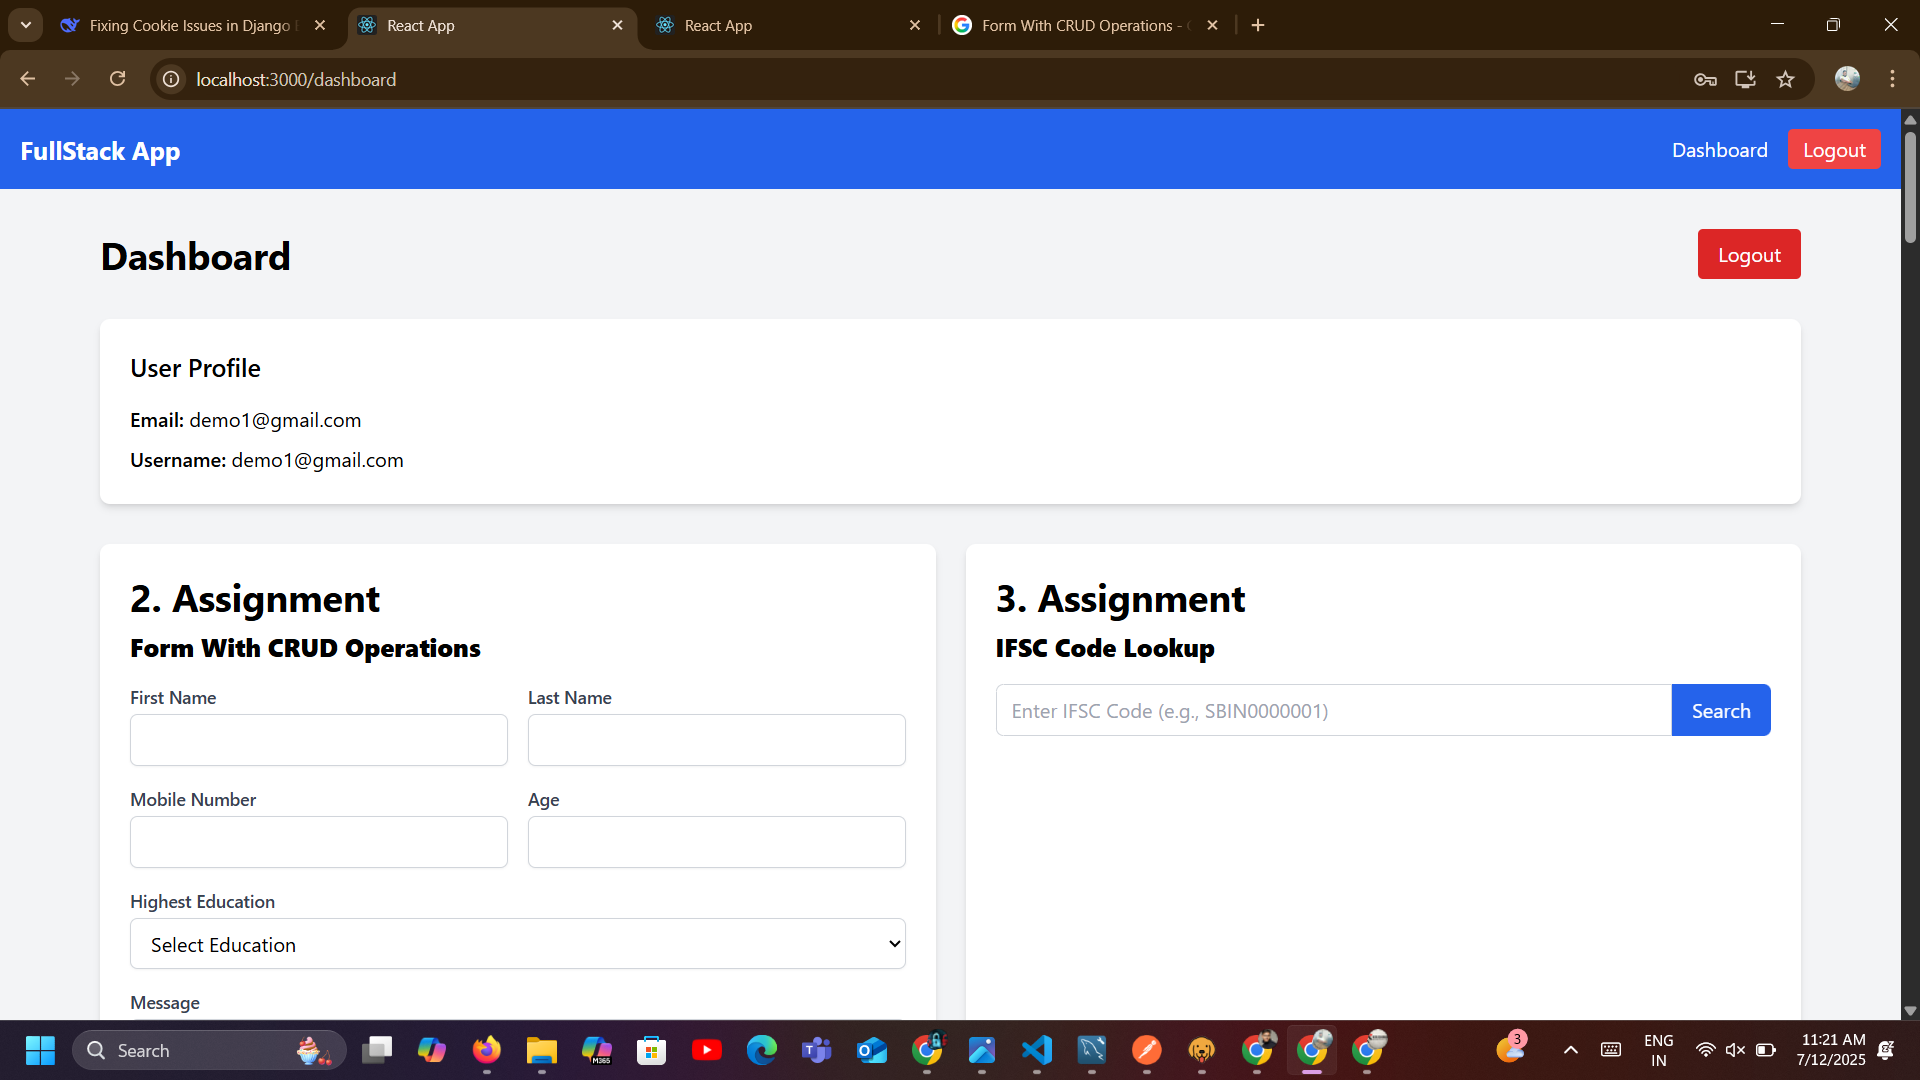 Fixing Cookie Issues in Django
React App
React App
Form With CRUD Operations -
localhost:3000/dashboard
FullStack App
Dashboard
Logout
Dashboard
Logout
User Profile
Email: demo1@gmail.com
Username: demo1@gmail.com
2. Assignment
Form With CRUD Operations
First Name
Last Name
Mobile Number
Age
Highest Education
Select Education
Message
3. Assignment
IFSC Code Lookup
Enter IFSC Code (e.g., SBIN0000001)
Search
Search
M365
3
ENG
IN
11:21 AM
7/12/2025